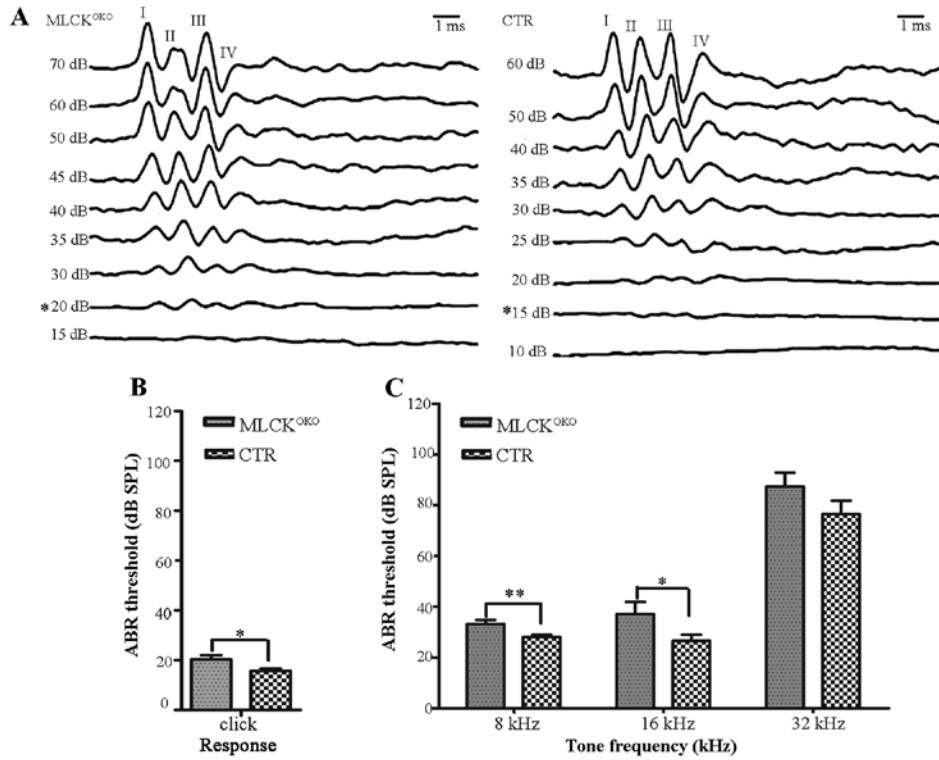 A
MLCK^OKO
I
II
III
IV
1 ms
70 dB
60 dB
50 dB
45 dB
40 dB
35 dB
30 dB
*20 dB
15 dB
CTR
I
II
III
IV
1 ms
60 dB
50 dB
40 dB
35 dB
30 dB
25 dB
20 dB
*15 dB
10 dB
B
ABR threshold (dB SPL)
120
100
80
60
40
20
0
MLCK^OKO
CTR
*
click
Response
C
ABR threshold (dB SPL)
120
100
80
60
40
20
0
MLCK^OKO
CTR
**
*
8 kHz
16 kHz
32 kHz
Tone frequency (kHz)